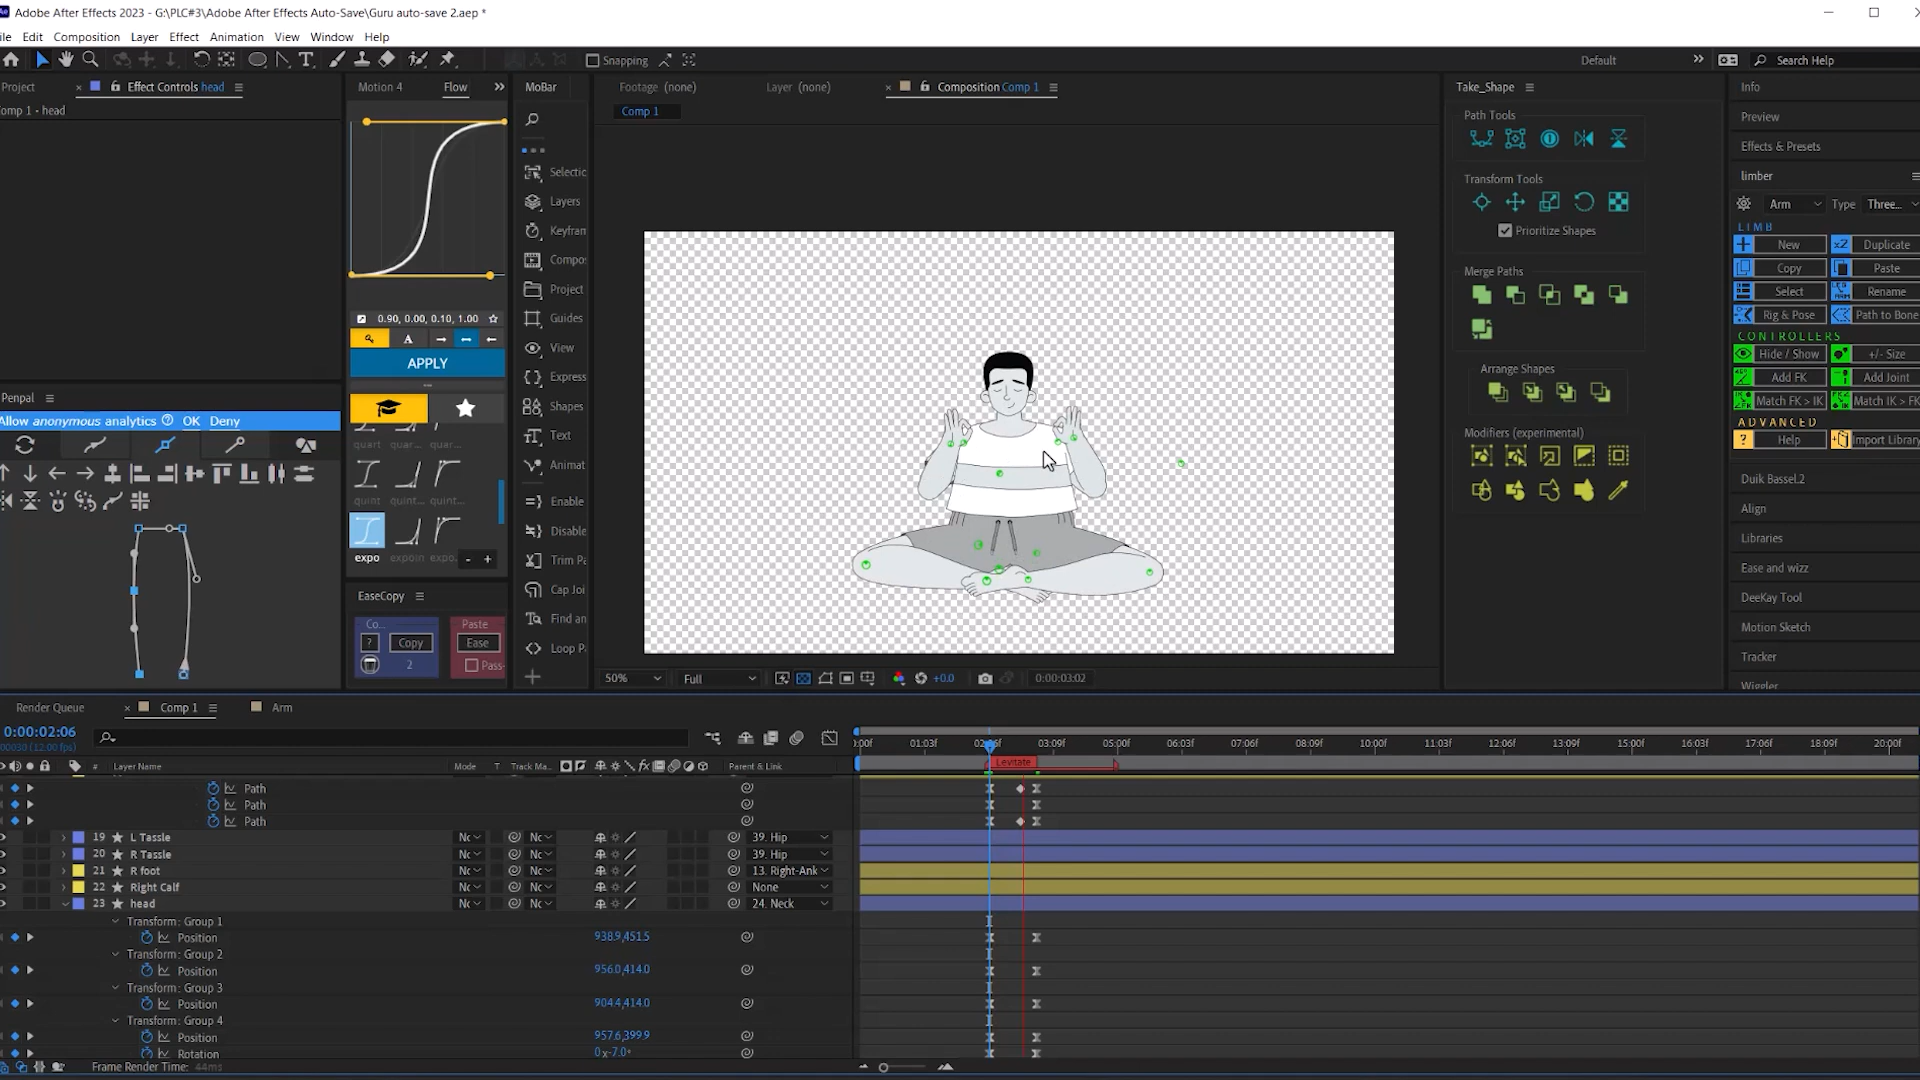 Adobe After Effects 2023 - G:\PLC#3\Adobe After Effects Auto-Save\Guru auto-save 2.aep *
ile Edit Composition Layer Effect Animation View Window Help
Snapping
Default
Search Help
Project
Effect Controls head
omp 1 • head
Motion 4 Flow
MoBar
Footage (none) Layer (none) Composition Comp 1
Comp 1
Take_Shape
Path Tools
Transform Tools
Prioritize Shapes
Merge Paths
Arrange Shapes
Modifiers (experimental)
Info
Preview
Effects & Presets
limber
Arm Type Three...
LIMB
New Duplicate
Copy Paste
Select Rename
Rig & Pose Path to Bone
CONTROLLERS
Hide / Show +/- Size
Add FK Add Joint
Match FK > IK Match IK > FK
ADVANCED
? Help Import Library
Duik Bassel.2
Align
Libraries
Ease and wizz
DeeKay Tool
Motion Sketch
Tracker
Wiggler
Selectio
Layers
Keyfram
Compos
Project
Guides
View
Express
Shapes
Text
Animat
Enable
Disable
Trim Pa
Cap Joi
Find an
Loop P
0.90, 0.00, 0.10, 1.00
A
APPLY
quart quar... quar...
quint quint... quint...
expo expoin expo...
- +
EaseCopy
Co... Paste
? Copy Ease
2 Pass-
Penpal
Allow anonymous analytics OK Deny
50% Full +0.0 0:00:03:02
Render Queue Comp 1 Arm
0:00:02:06
00030 (12.00 fps)
:00f 01:03f 02:06f 03:09f 05:00f 06:03f 07:06f 08:09f 10:00f 11:03f 12:06f 13:09f 15:00f 16:03f 17:06f 18:09f 20:00f
# Layer Name Mode T Track Ma... Parent & Link
Levitate
Path
Path
Path
19 L Tassle 39. Hip
20 R Tassle 39. Hip
21 R foot 13. Right-Ank
22 Right Calf None
23 head 24. Neck
Transform: Group 1
Position 938.9,451.5
Transform: Group 2
Position 956.0,414.0
Transform: Group 3
Position 904.4,414.0
Transform: Group 4
Position 957.6,399.9
Rotation 0x-7.0°
Frame Render Time: 44ms